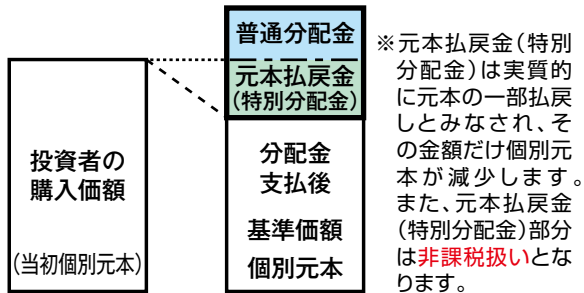 投資者の
購入価額
(当初個別元本)
普通分配金
元本払戻金
(特別分配金)
分配金
支払後
基準価額
個別元本
※元本払戻金(特別
分配金)は実質的
に元本の一部払戻
しとみなされ、そ
の金額だけ個別元
本が減少します。
また、元本払戻金
(特別分配金)部分
は非課税扱いとな
ります。